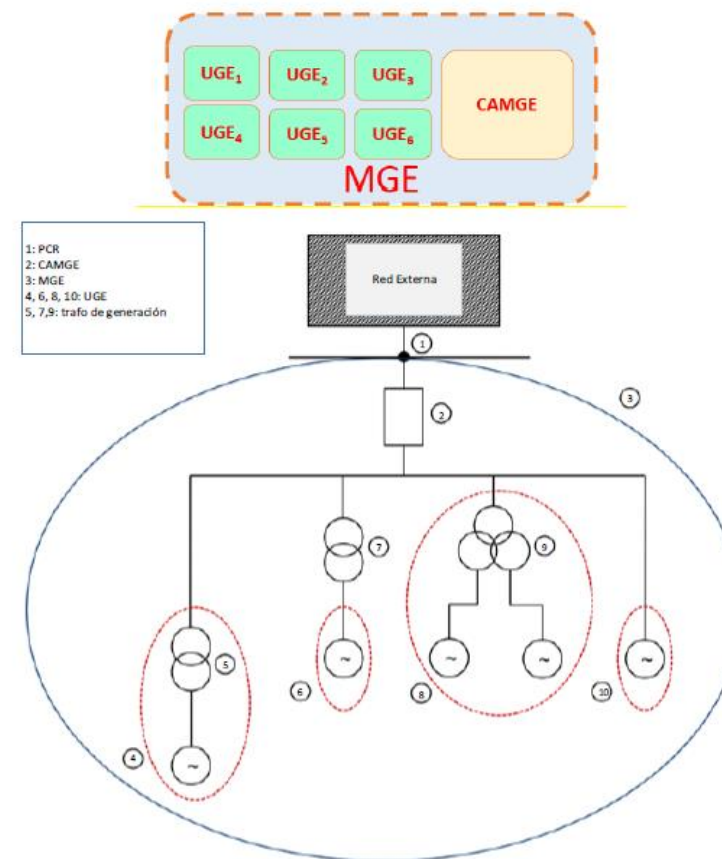 UGE₁ UGE₂ UGE₃
CAMGE
UGE₄ UGE₅ UGE₆
MGE
1: PCR
2: CAMGE
3: MGE
4, 6, 8, 10: UGE
5, 7,9: trafo de generación
Red Externa
1
3
2
7
9
5
6
8
10
4
~
~
~
~
~